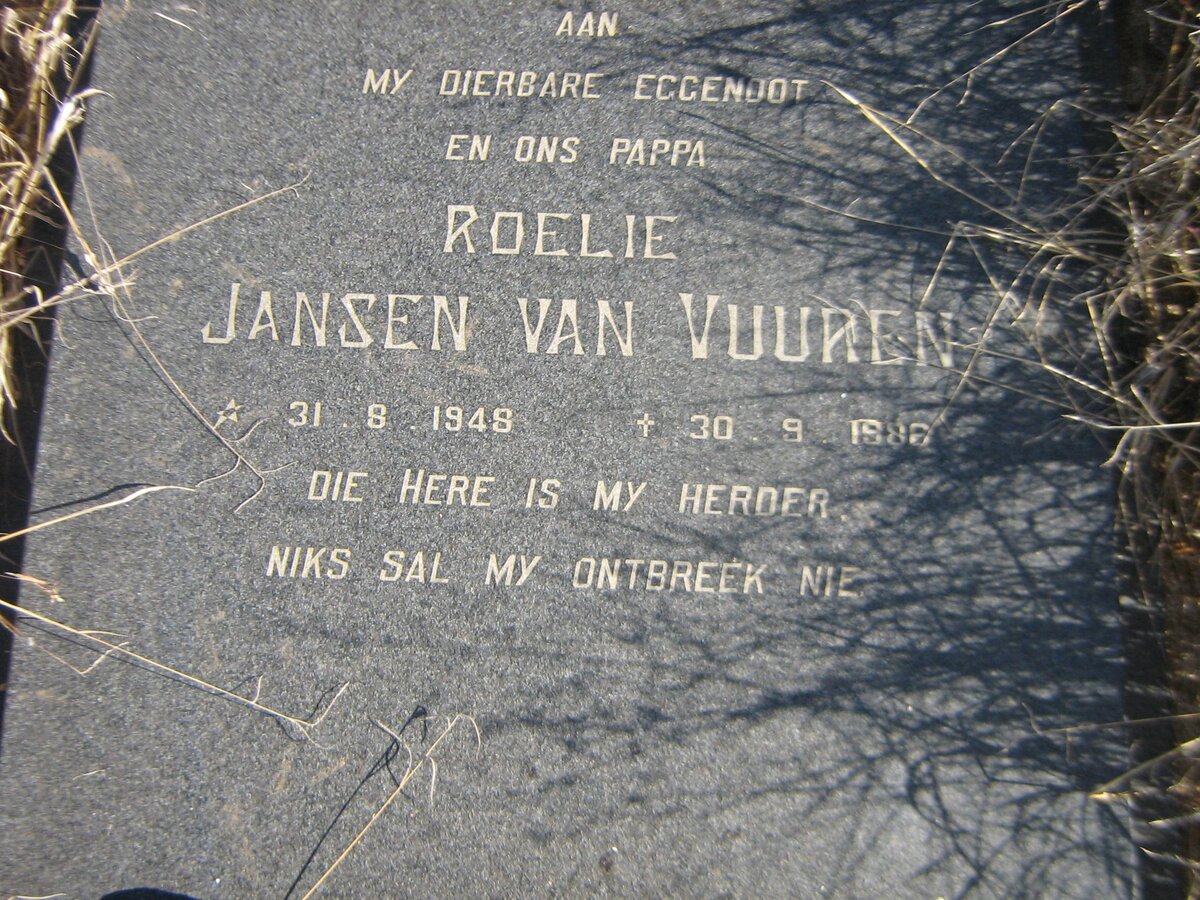 AAN
MY DIERBARE EGGENOOT
EN ONS PAPPA
ROELIE
JANSEN VAN VUUREN
☆ 31.8.1948 ✝ 30.9.1986
DIE HERE IS MY HERDER.
NIKS SAL MY ONTBREEK NIE.